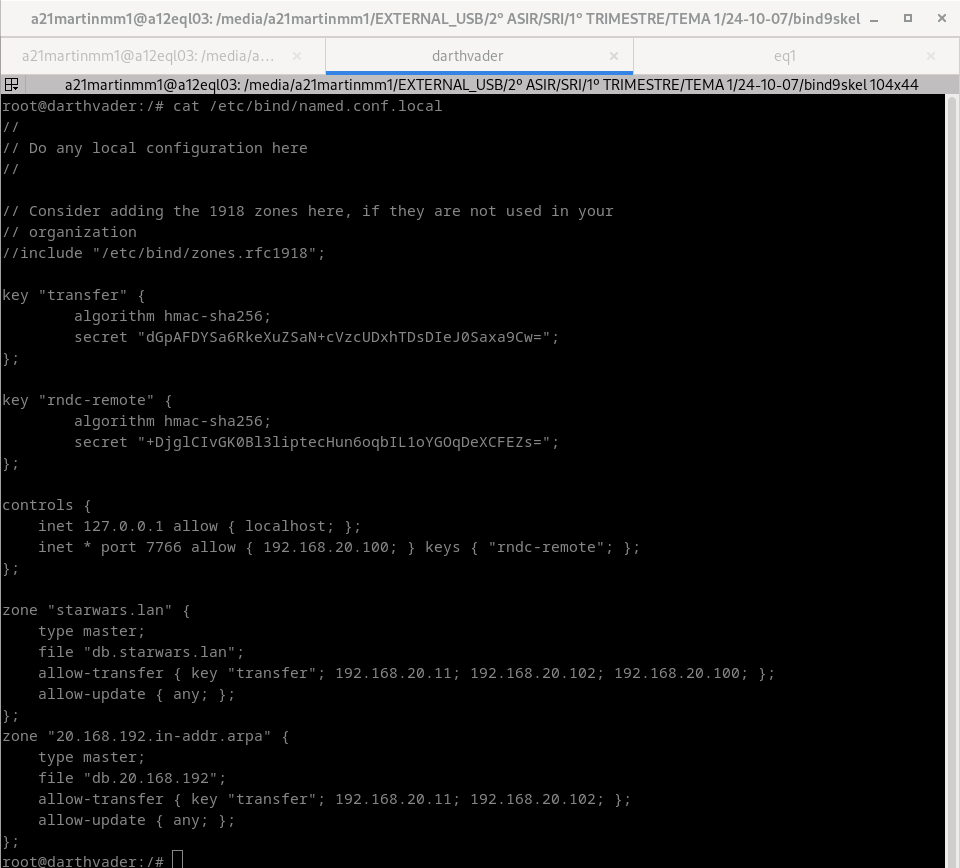 a21martinmm1@a12eql03: /media/a21martinmm1/EXTERNAL_USB/2º ASIR/SRI/1º TRIMESTRE/TEMA 1/24-10-07/bind9skel
a21martinmm1@a12eql03: /media/a… darthvader eq1
a21martinmm1@a12eql03: /media/a21martinmm1/EXTERNAL_USB/2º ASIR/SRI/1º TRIMESTRE/TEMA 1/24-10-07/bind9skel 104x44
root@darthvader:/# cat /etc/bind/named.conf.local
//
// Do any local configuration here
//
// Consider adding the 1918 zones here, if they are not used in your
// organization
//include "/etc/bind/zones.rfc1918";
key "transfer" {
algorithm hmac-sha256;
secret "dGpAFDYSa6RkeXuZSaN+cVzcUDxhTDsDIeJ0Saxa9Cw=";
};
key "rndc-remote" {
algorithm hmac-sha256;
secret "+DjglCIvGK0Bl3liptecHun6oqbIL1oYGOqDeXCFEZs=";
};
controls {
inet 127.0.0.1 allow { localhost; };
inet * port 7766 allow { 192.168.20.100; } keys { "rndc-remote"; };
};
zone "starwars.lan" {
type master;
file "db.starwars.lan";
allow-transfer { key "transfer"; 192.168.20.11; 192.168.20.102; 192.168.20.100; };
allow-update { any; };
};
zone "20.168.192.in-addr.arpa" {
type master;
file "db.20.168.192";
allow-transfer { key "transfer"; 192.168.20.11; 192.168.20.102; };
allow-update { any; };
};
root@darthvader:/#